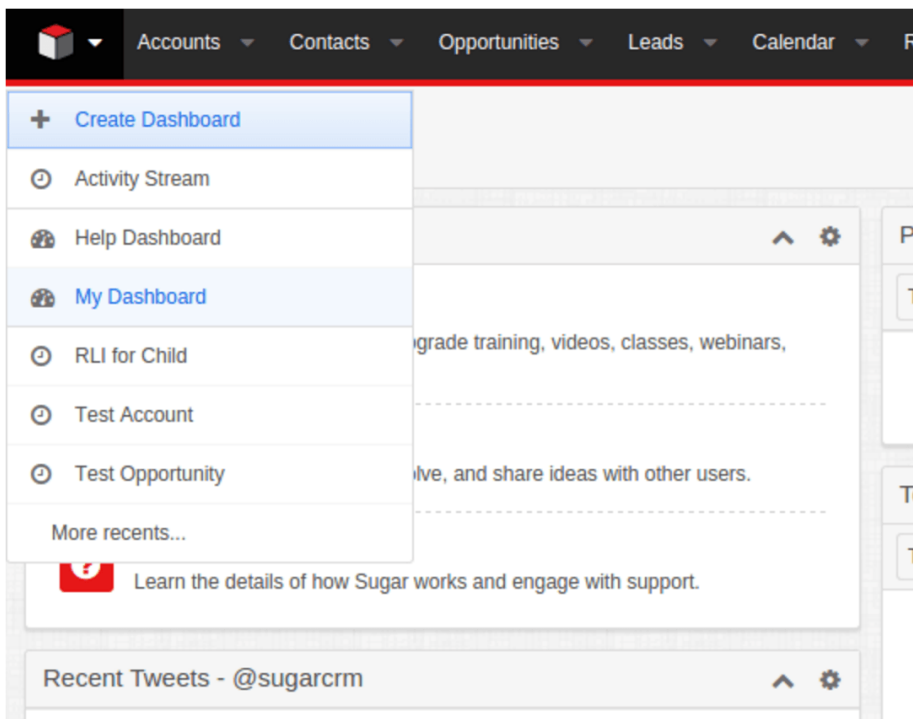 Accounts Contacts Opportunities Leads Calendar
Create Dashboard
Activity Stream
Help Dashboard
My Dashboard
RLI for Child
grade training, videos, classes, webinars,
Test Account
Test Opportunity
and share ideas with other users.
More recents...
Learn the details of how Sugar works and engage with support.
Recent Tweets - @sugarcrm